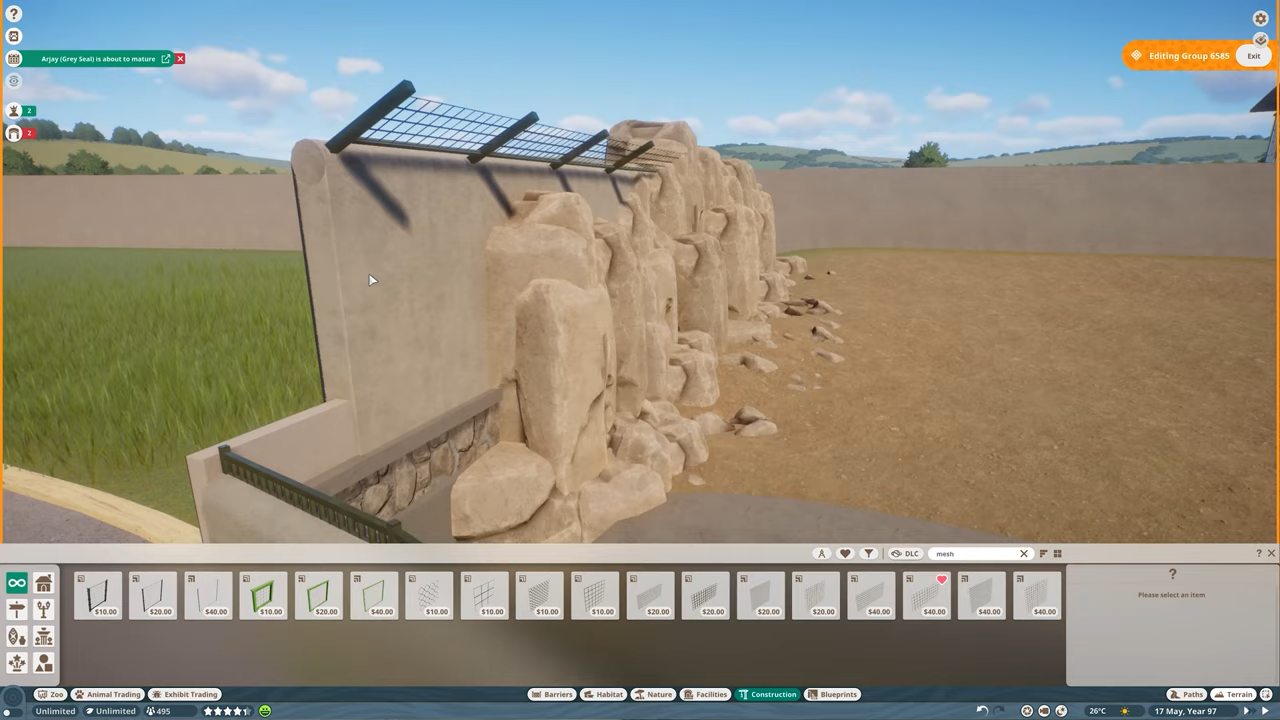 ?
Arjay (Grey Seal) is about to mature
2
2
Editing Group 6585
Exit
DLC
mesh
?
$10.00 $20.00 $40.00 $10.00 $20.00 $40.00 $10.00 $10.00 $10.00 $10.00 $20.00 $20.00 $20.00 $20.00 $40.00 $40.00 $40.00 $40.00
?
Please select an item
Zoo Animal Trading Exhibit Trading Barriers Habitat Nature Facilities Construction Blueprints Paths Terrain
Unlimited Unlimited 495 26°C 17 May, Year 97